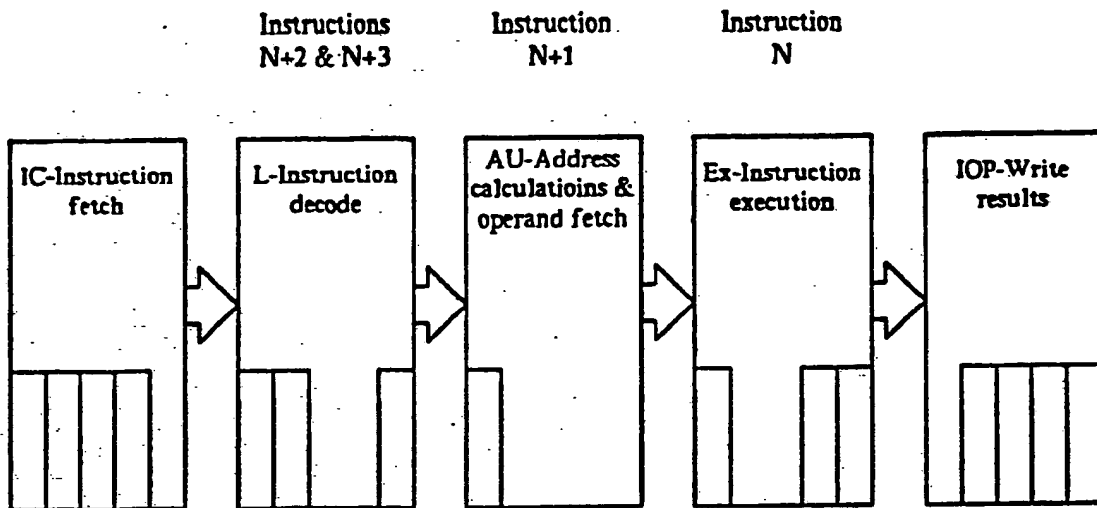 Instructions
N+2 & N+3
Instruction
N+1
Instruction
N
IC-Instruction
fetch
L-Instruction
decode
AU-Address
calculatioins &
operand fetch
Ex-Instruction
execution
IOP-Write
results